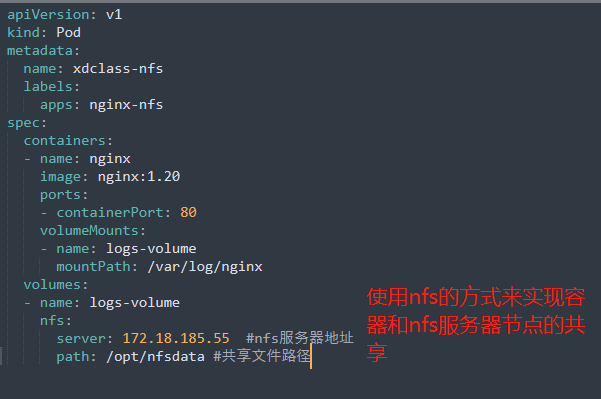 apiVersion: v1
kind: Pod
metadata:
  name: xdclass-nfs
  labels:
    apps: nginx-nfs
spec:
  containers:
  - name: nginx
    image: nginx:1.20
    ports:
    - containerPort: 80
    volumeMounts:
    - name: logs-volume
      mountPath: /var/log/nginx
  volumes:
  - name: logs-volume
    nfs:
      server: 172.18.185.55  #nfs服务器地址
      path: /opt/nfsdata #共享文件路径
使用nfs的方式来实现容
器和nfs服务器节点的共
享